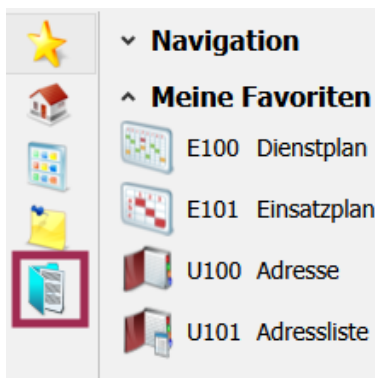 Navigation
Meine Favoriten
E100 Dienstplan
E101 Einsatzplan
U100 Adresse
U101 Adressliste